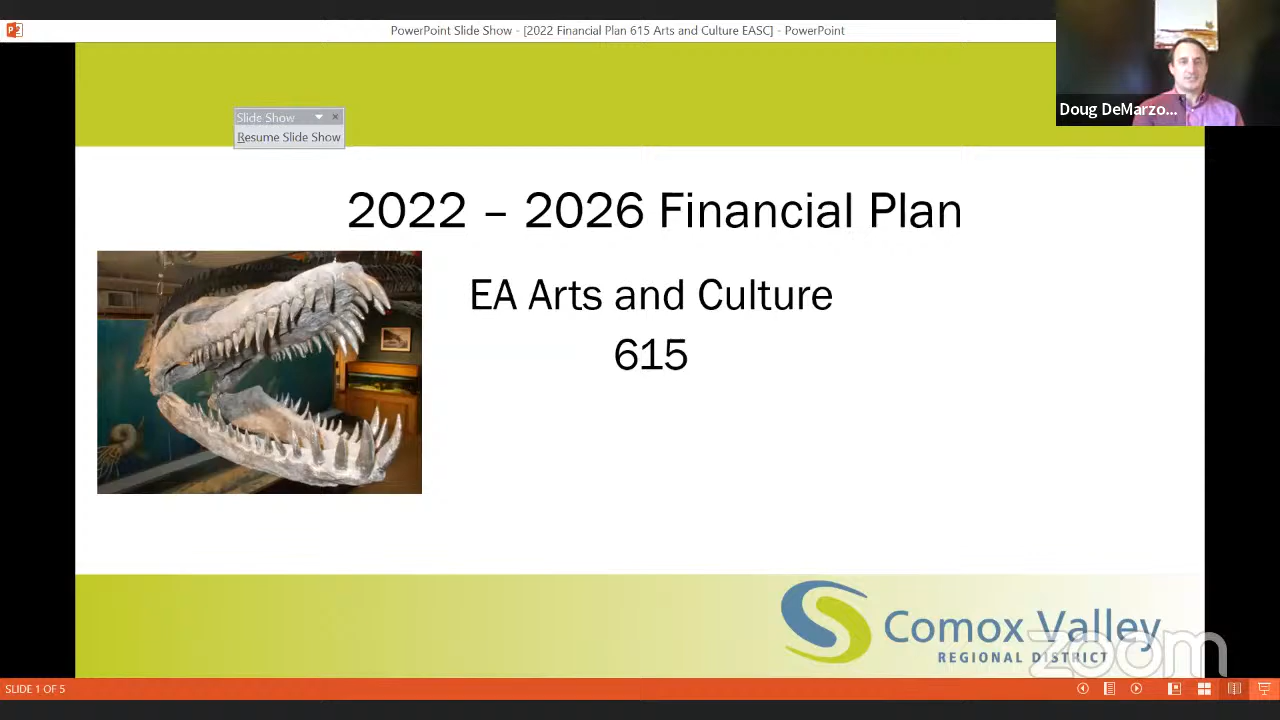 PowerPoint Slide Show - [2022 Financial Plan 615 Arts and Culture EASC] - PowerPoint
Doug DeMarzo...
Slide Show
Resume Slide Show
2022 – 2026 Financial Plan
EA Arts and Culture
615
Comox Valley
REGIONAL DISTRICT
zoom
SLIDE 1 OF 5